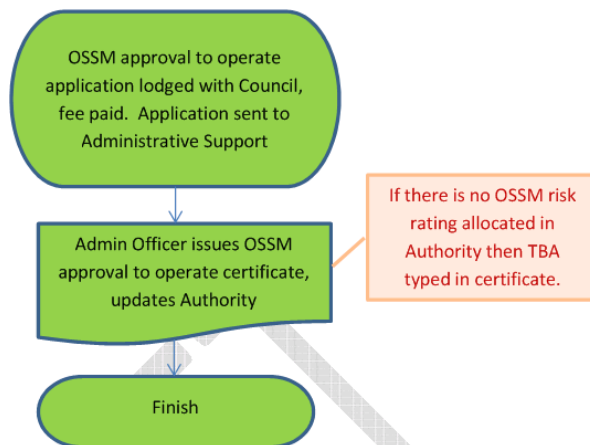 OSSM approval to operate
application lodged with Council,
fee paid.  Application sent to
Administrative Support
If there is no OSSM risk
rating allocated in
Authority then TBA
typed in certificate.
Admin Officer issues OSSM
approval to operate certificate,
updates Authority
Finish